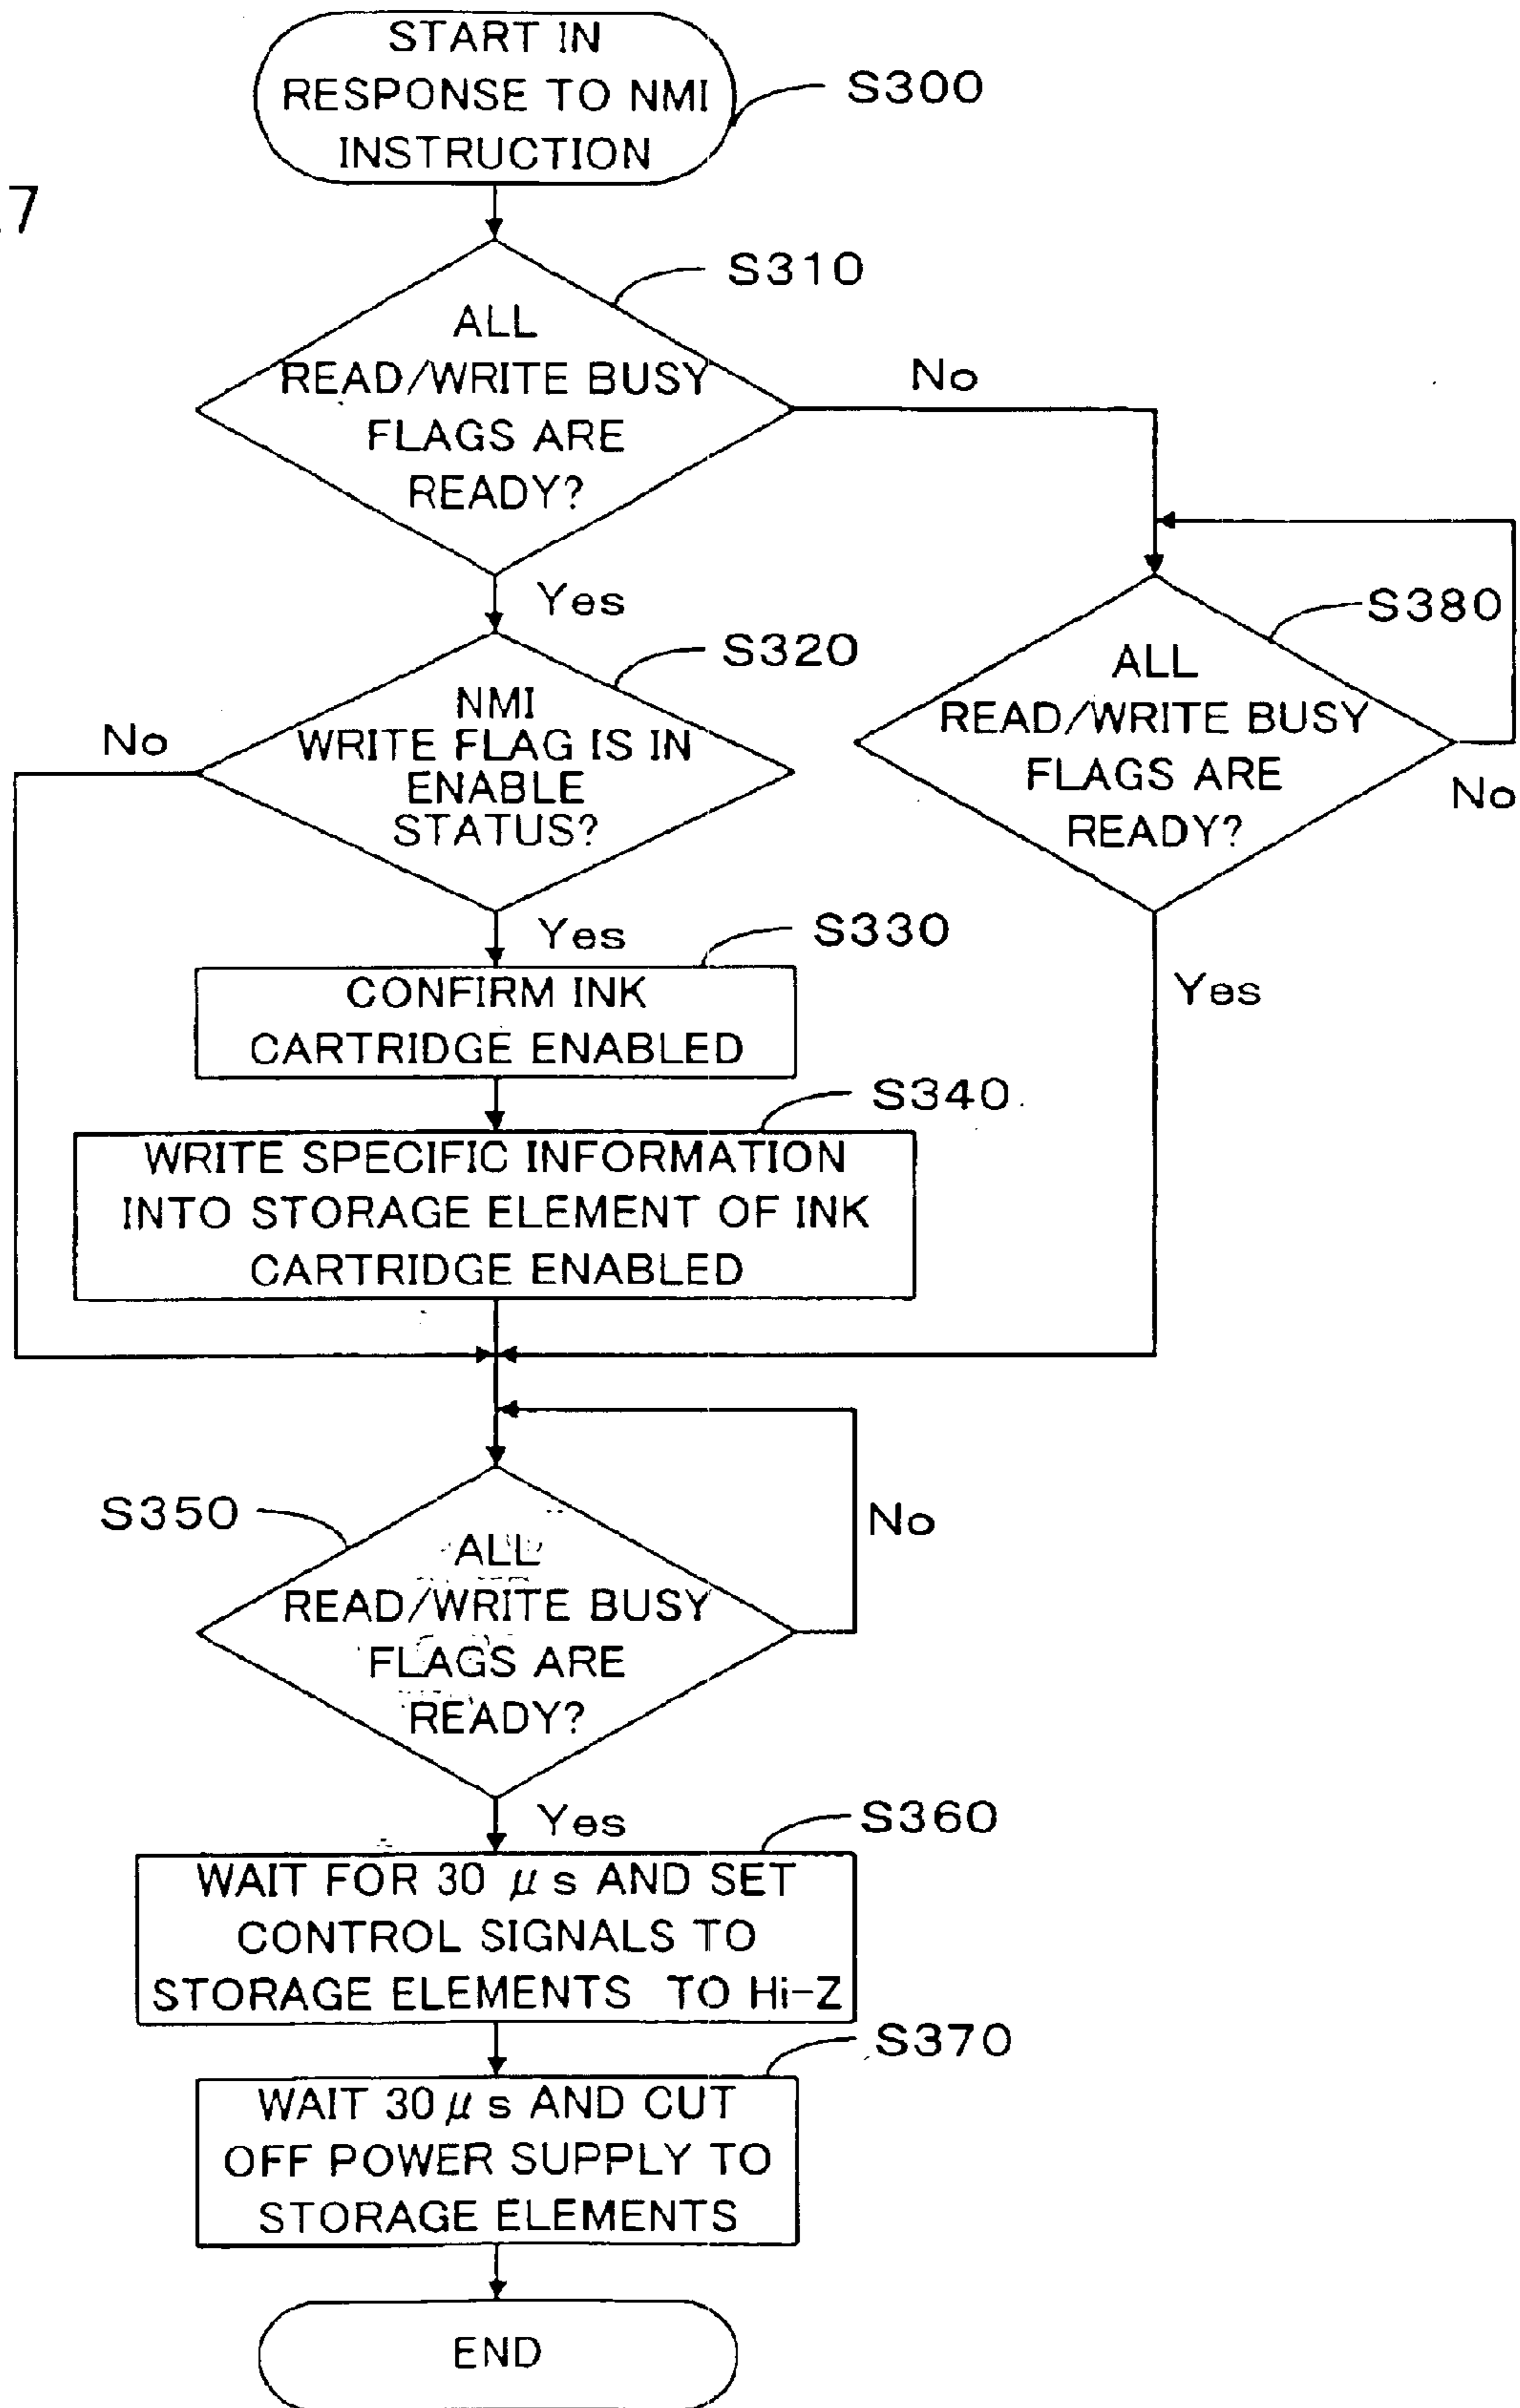 START IN
RESPONSE TO NMI
INSTRUCTION
S300
7
S310
ALL
READ/WRITE BUSY
FLAGS ARE
READY?
No
Yes
S320
NMI
WRITE FLAG IS IN
ENABLE
STATUS?
No
S380
ALL
READ/WRITE BUSY
FLAGS ARE
READY?
No
Yes
Yes
S330
CONFIRM INK
CARTRIDGE ENABLED
S340
WRITE SPECIFIC INFORMATION
INTO STORAGE ELEMENT OF INK
CARTRIDGE ENABLED
S350
ALL
READ/WRITE BUSY
FLAGS ARE
READY?
No
Yes
S360
WAIT FOR 30 μs AND SET
CONTROL SIGNALS TO
STORAGE ELEMENTS TO Hi-Z
S370
WAIT 30μs AND CUT
OFF POWER SUPPLY TO
STORAGE ELEMENTS
END